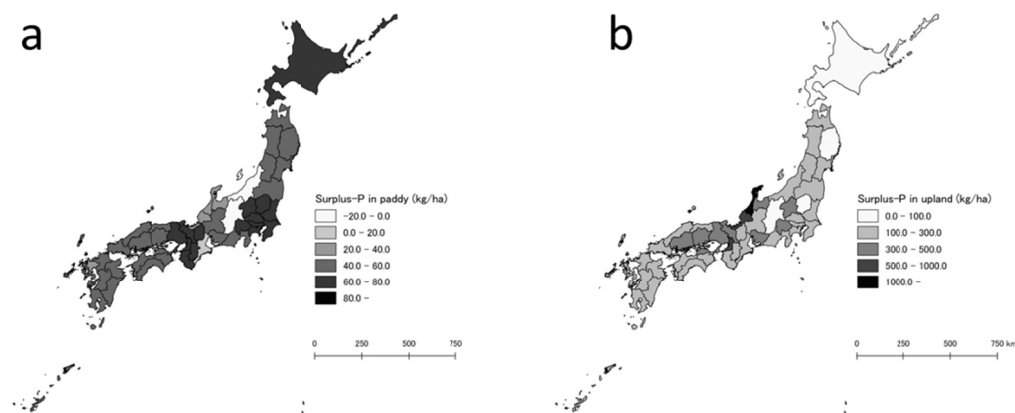 a
Surplus-P in paddy (kg/ha)
-20.0 - 0.0
0.0 - 20.0
20.0 - 40.0
40.0 - 60.0
60.0 - 80.0
80.0 -
0 250 500 750
b
Surplus-P in upland (kg/ha)
0.0 - 100.0
100.0 - 300.0
300.0 - 500.0
500.0 - 1000.0
1000.0 -
0 250 500 750 km